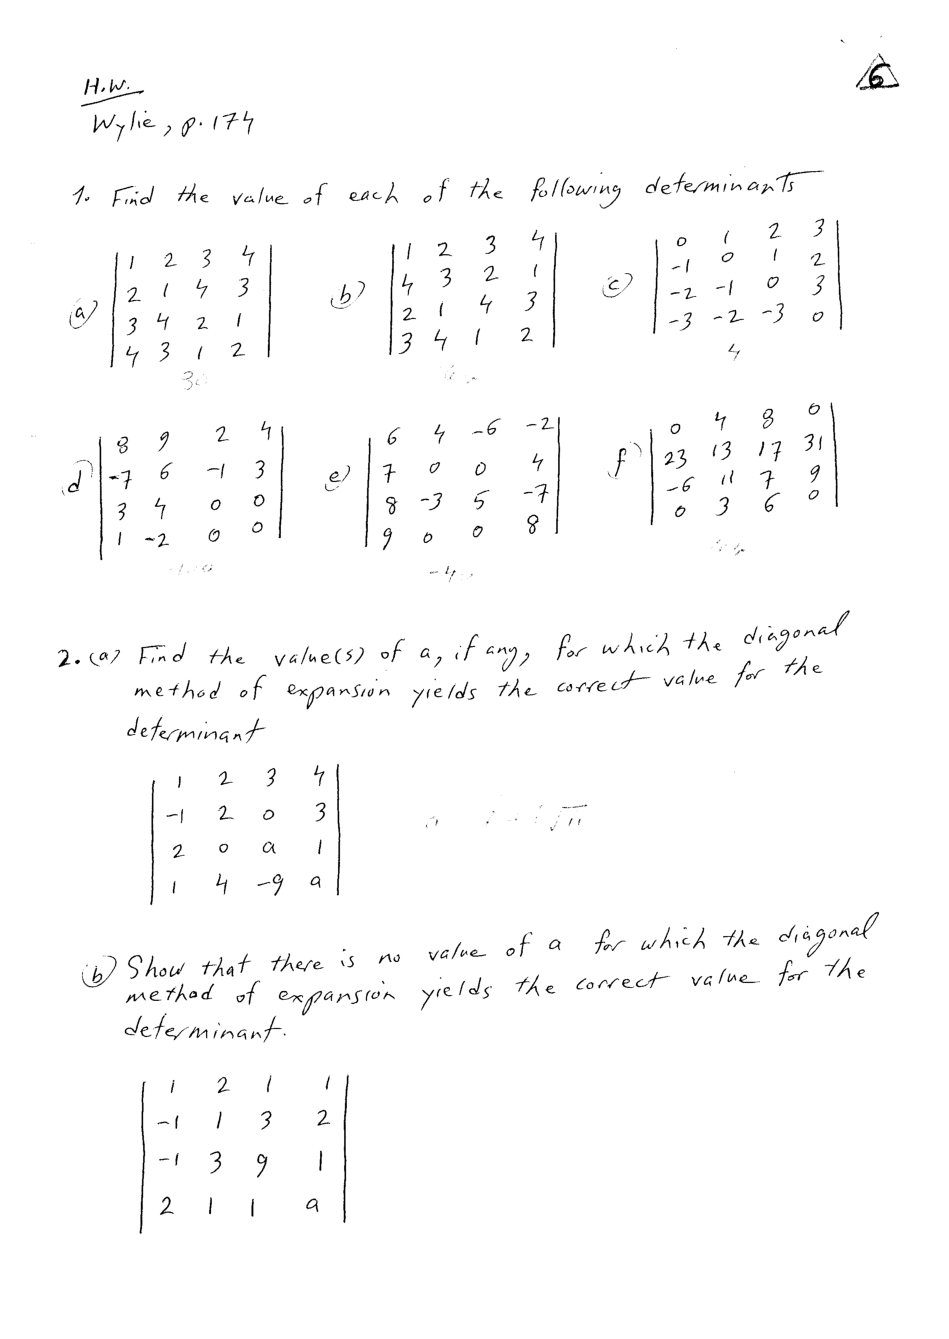 6
H.W.
Wylie, p. 174
1. Find the value of each of the following determinants
(a) | 1 2 3 4 |
| 2 1 4 3 |
| 3 4 2 1 |
| 4 3 1 2 |
30
(b) | 1 2 3 4 |
| 4 3 2 1 |
| 2 1 4 3 |
| 3 4 1 2 |
(c) | 0 1 2 3 |
| -1 0 1 2 |
| -2 -1 0 3 |
| -3 -2 -3 0 |
4
d) | 8 9 2 4 |
| -7 6 -1 3 |
| 3 4 0 0 |
| 1 -2 0 0 |
e) | 6 4 -6 -2 |
| 7 0 0 4 |
| 8 -3 5 -7 |
| 9 0 0 8 |
-4
f) | 0 4 8 0 |
| 23 13 17 31 |
| -6 11 7 9 |
| 0 3 6 0 |
2. (a) Find the value(s) of a, if any, for which the diagonal
method of expansion yields the correct value for the
determinant
| 1 2 3 4 |
| -1 2 0 3 |
| 2 0 a 1 |
| 1 4 -9 a |
(b) Show that there is no value of a for which the diagonal
method of expansion yields the correct value for the
determinant.
| 1 2 1 1 |
| -1 1 3 2 |
| -1 3 9 1 |
| 2 1 1 a |